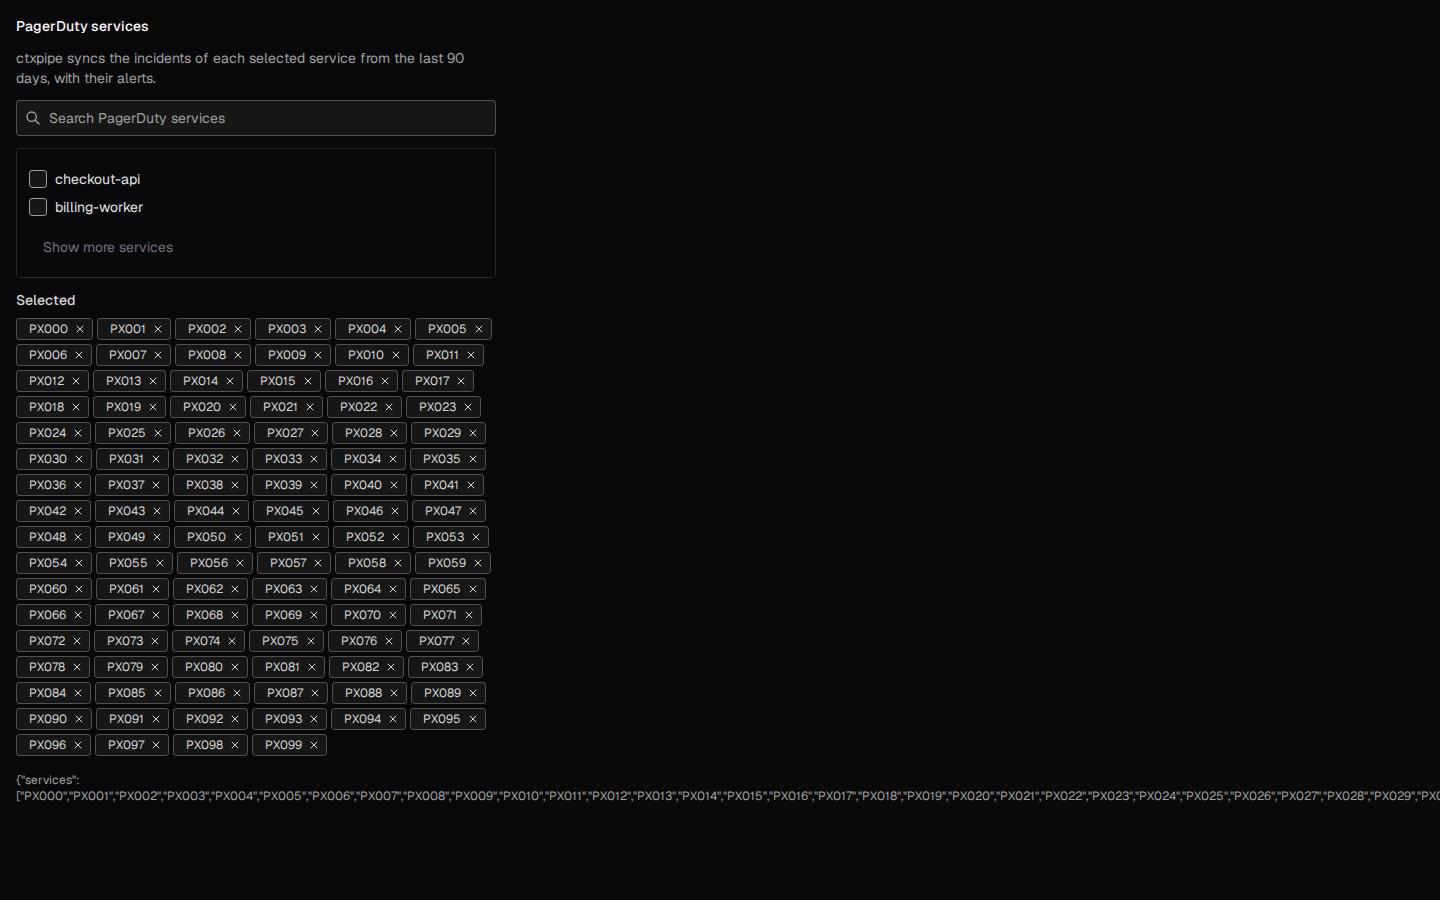 PagerDuty services
ctxpipe syncs the incidents of each selected service from the last 90
days, with their alerts.
Search PagerDuty services
checkout-api
billing-worker
Show more services
Selected
PX000 PX001 PX002 PX003 PX004 PX005
PX006 PX007 PX008 PX009 PX010 PX011
PX012 PX013 PX014 PX015 PX016 PX017
PX018 PX019 PX020 PX021 PX022 PX023
PX024 PX025 PX026 PX027 PX028 PX029
PX030 PX031 PX032 PX033 PX034 PX035
PX036 PX037 PX038 PX039 PX040 PX041
PX042 PX043 PX044 PX045 PX046 PX047
PX048 PX049 PX050 PX051 PX052 PX053
PX054 PX055 PX056 PX057 PX058 PX059
PX060 PX061 PX062 PX063 PX064 PX065
PX066 PX067 PX068 PX069 PX070 PX071
PX072 PX073 PX074 PX075 PX076 PX077
PX078 PX079 PX080 PX081 PX082 PX083
PX084 PX085 PX086 PX087 PX088 PX089
PX090 PX091 PX092 PX093 PX094 PX095
PX096 PX097 PX098 PX099
{"services":
["PX000","PX001","PX002","PX003","PX004","PX005","PX006","PX007","PX008","PX009","PX010","PX011","PX012","PX013","PX014","PX015","PX016","PX017","PX018","PX019","PX020","PX021","PX022","PX023","PX024","PX025","PX026","PX027","PX028","PX029",